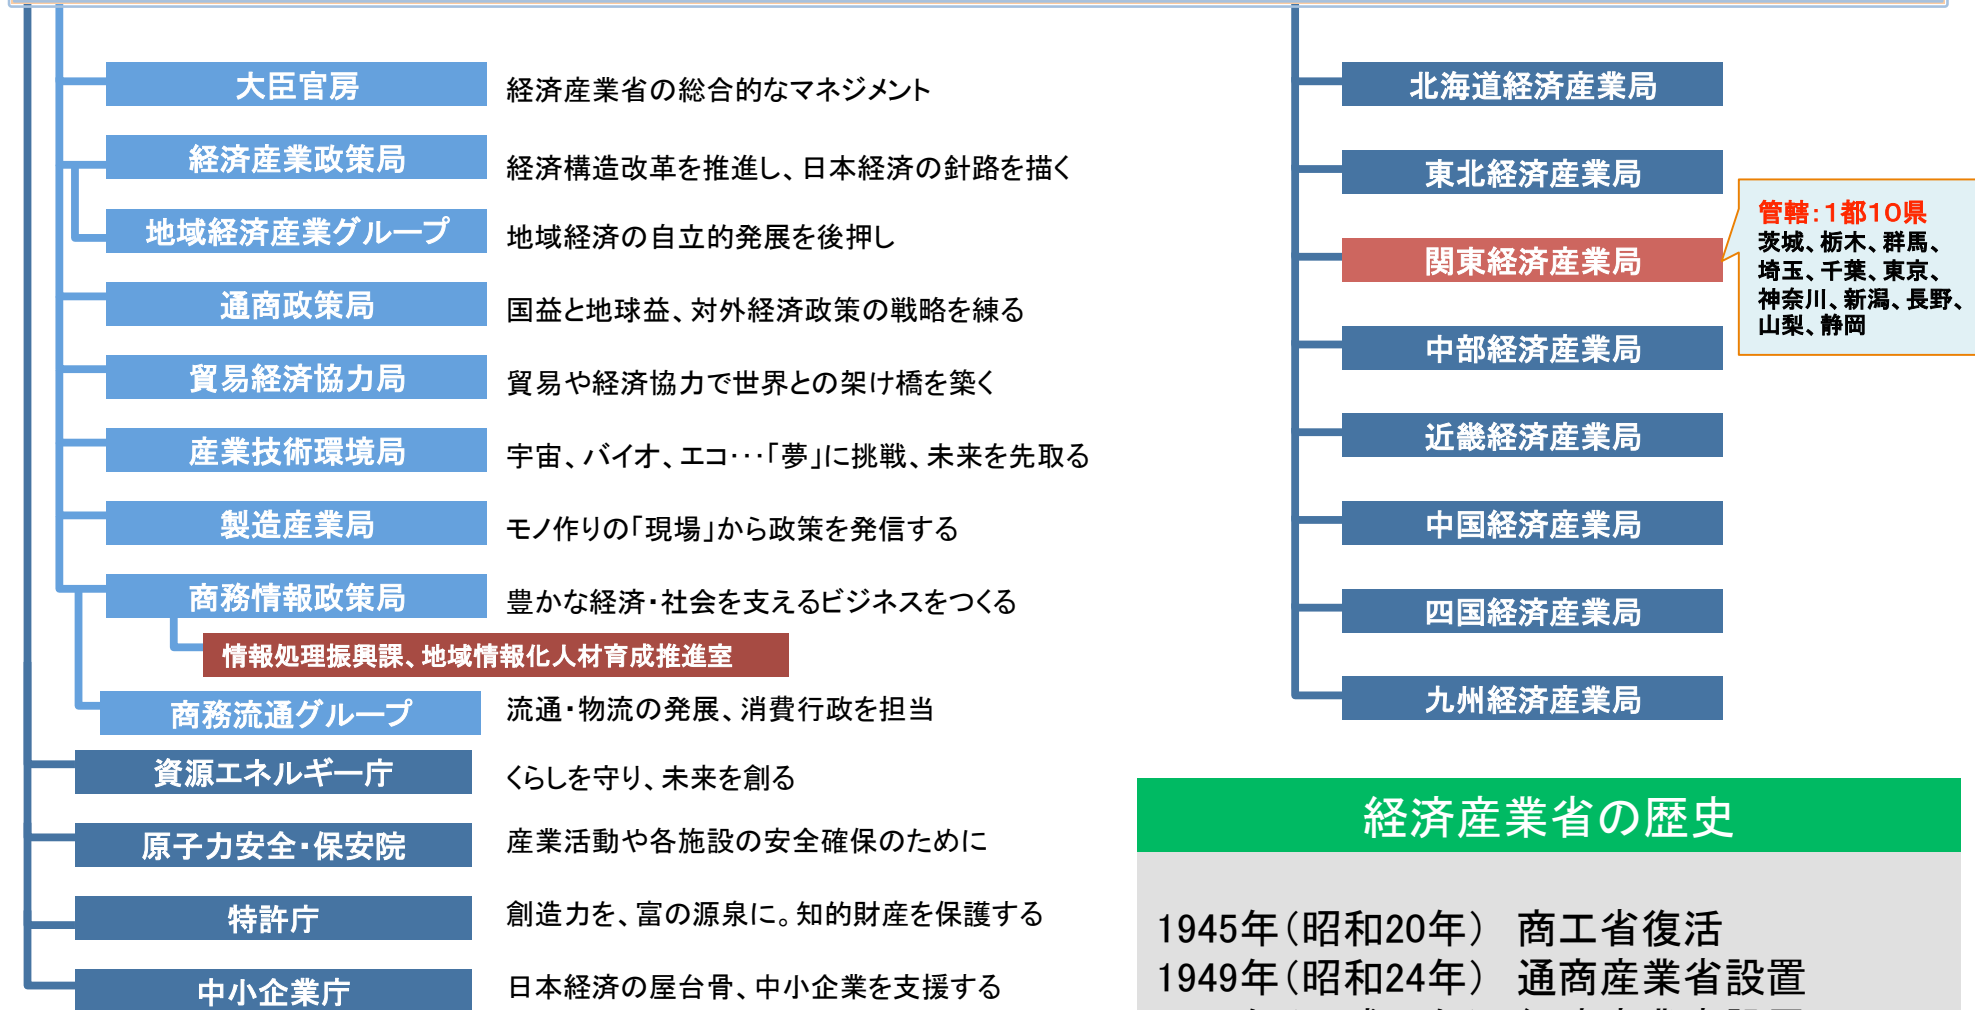 大臣官房
経済産業省の総合的なマネジメント
経済産業政策局
経済構造改革を推進し、日本経済の針路を描く
地域経済産業グループ
地域経済の自立的発展を後押し
通商政策局
国益と地球益、対外経済政策の戦略を練る
貿易経済協力局
貿易や経済協力で世界との架け橋を築く
産業技術環境局
宇宙、バイオ、エコ･･･「夢」に挑戦、未来を先取る
製造産業局
モノ作りの「現場」から政策を発信する
商務情報政策局
豊かな経済・社会を支えるビジネスをつくる
情報処理振興課、地域情報化人材育成推進室
商務流通グループ
流通・物流の発展、消費行政を担当
資源エネルギー庁
くらしを守り、未来を創る
原子力安全・保安院
産業活動や各施設の安全確保のために
特許庁
創造力を、富の源泉に。知的財産を保護する
中小企業庁
日本経済の屋台骨、中小企業を支援する
北海道経済産業局
東北経済産業局
関東経済産業局
管轄：１都１０県
茨城、栃木、群馬、
埼玉、千葉、東京、
神奈川、新潟、長野、
山梨、静岡
中部経済産業局
近畿経済産業局
中国経済産業局
四国経済産業局
九州経済産業局
経済産業省の歴史
1945年（昭和20年）　商工省復活
1949年（昭和24年）　通商産業省設置